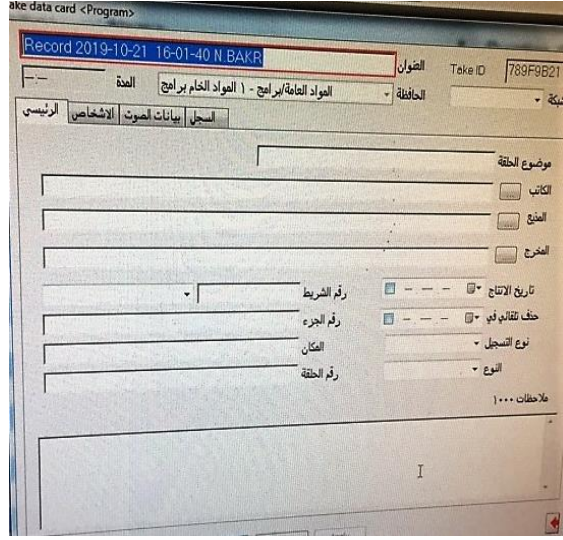 ake data card <Program>
Take ID 789F9B21 العنوان Record 2019-10-21 16-01-40 N.BAKR
شبكة الحافظة المواد العامة/برامج - ١ المواد الخام برامج المدة --:--
الرئيسي الاشخاص بيانات الصوت السجل
موضوع الحلقة
الكاتب
المذيع
المخرج
تاريخ الانتاج رقم الشريط
حذف تلقائي في رقم الجزء
نوع التسجيل المكان
النوع رقم الحلقة
ملاحظات ١٠٠٠